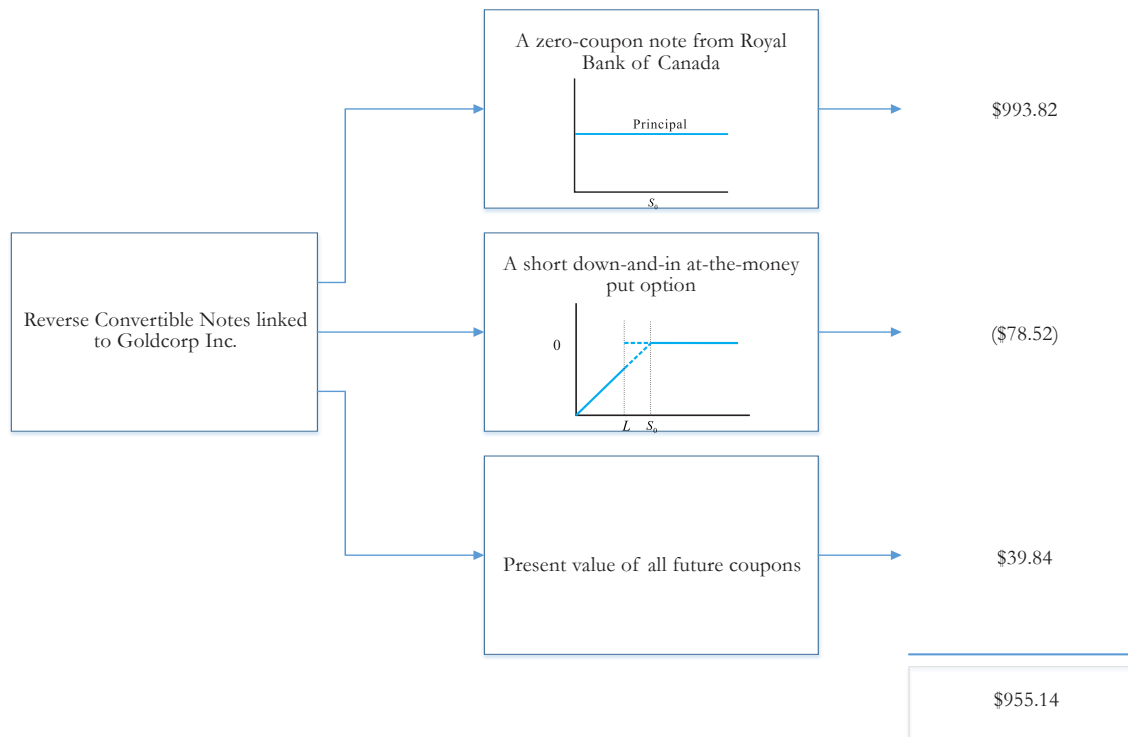 A zero-coupon note from Royal
Bank of Canada
Principal
S₀
$993.82
Reverse Convertible Notes linked
to Goldcorp Inc.
A short down-and-in at-the-money
put option
0
L S₀
($78.52)
Present value of all future coupons
$39.84
$955.14